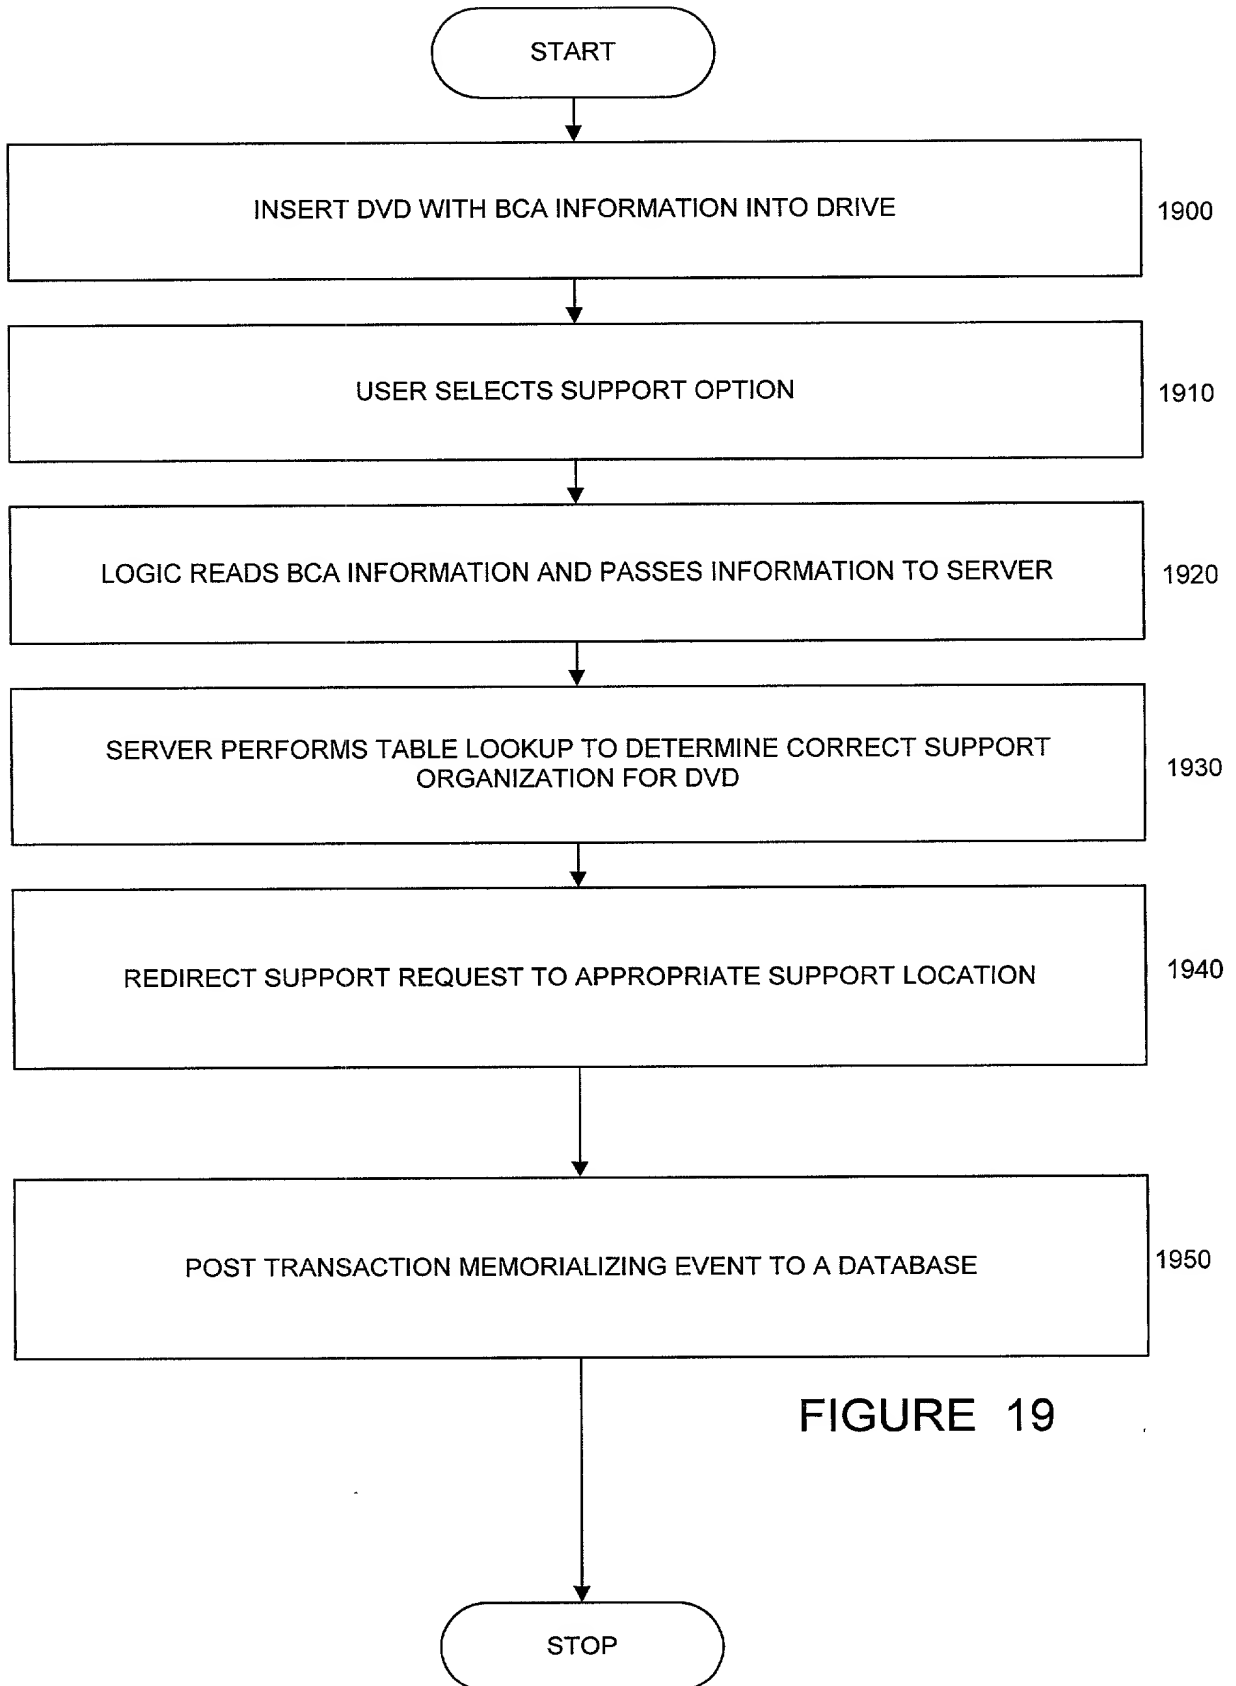 START
INSERT DVD WITH BCA INFORMATION INTO DRIVE
1900
USER SELECTS SUPPORT OPTION
1910
LOGIC READS BCA INFORMATION AND PASSES INFORMATION TO SERVER
1920
SERVER PERFORMS TABLE LOOKUP TO DETERMINE CORRECT SUPPORT
ORGANIZATION FOR DVD
1930
REDIRECT SUPPORT REQUEST TO APPROPRIATE SUPPORT LOCATION
1940
POST TRANSACTION MEMORIALIZING EVENT TO A DATABASE
1950
FIGURE 19
STOP